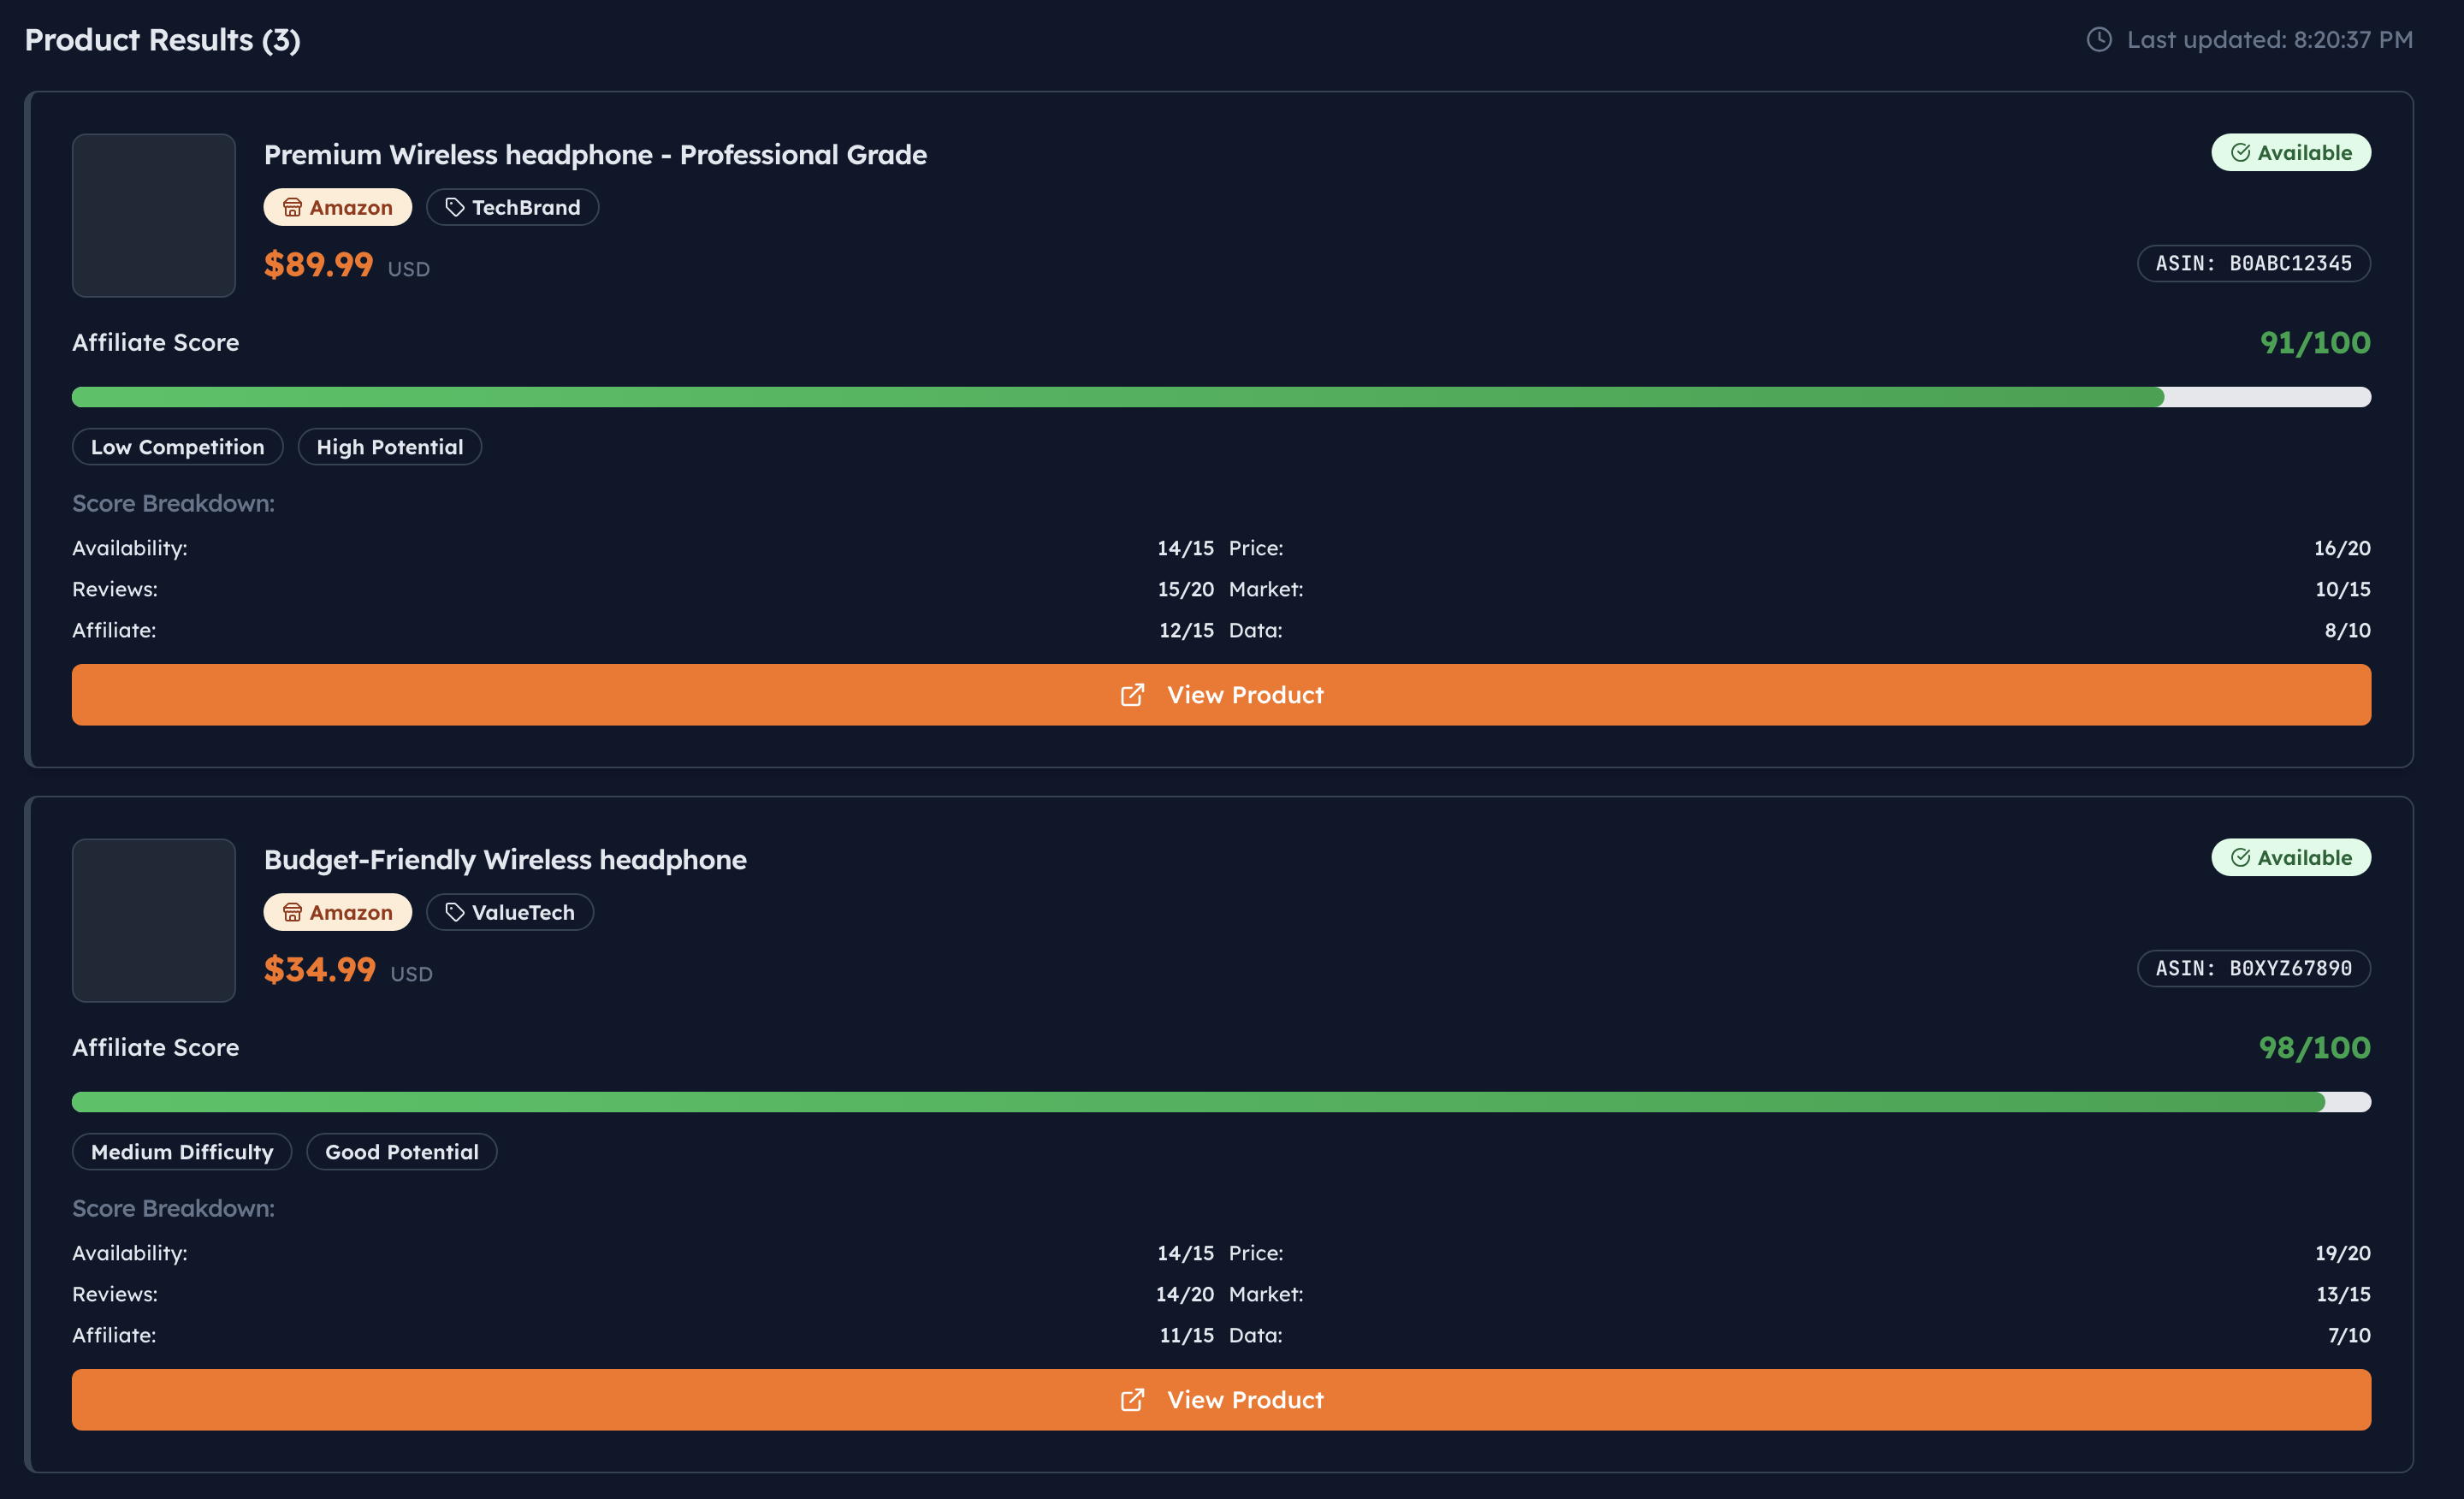 Product Results (3)
Last updated: 8:20:37 PM
Premium Wireless headphone - Professional Grade
Available
Amazon TechBrand
$89.99 USD
ASIN: B0ABC12345
Affiliate Score 91/100
Low Competition High Potential
Score Breakdown:
Availability: 14/15 Price: 16/20
Reviews: 15/20 Market: 10/15
Affiliate: 12/15 Data: 8/10
View Product
Budget-Friendly Wireless headphone
Available
Amazon ValueTech
$34.99 USD
ASIN: B0XYZ67890
Affiliate Score 98/100
Medium Difficulty Good Potential
Score Breakdown:
Availability: 14/15 Price: 19/20
Reviews: 14/20 Market: 13/15
Affiliate: 11/15 Data: 7/10
View Product